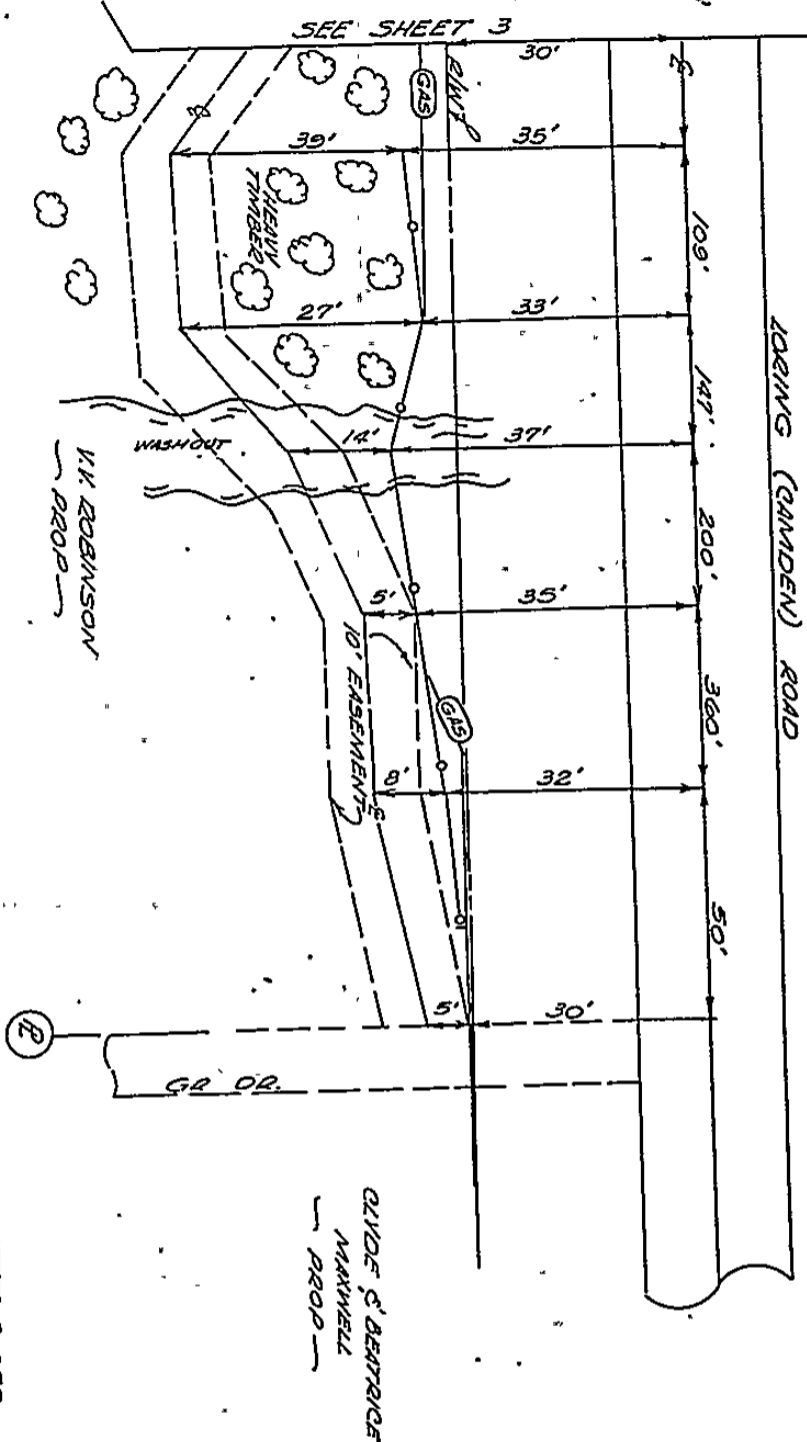 SEE SHEET 3
30'
℄
R/W
GAS
39'
35'
109'
HEAVY
TIMBER
27'
33'
147'
LORING (CAMDEN) ROAD
WASHOUT
14'
37'
200'
V.V. ROBINSON
PROP
5'
35'
360'
10' EASEMENT
GAS
8'
℄
32'
50'
5'
30'
PL
GR DR.
CLYDE & BEATRICE
MAXWELL
PROP